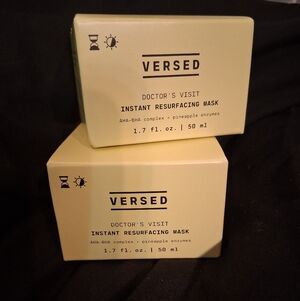 VERSED
DOCTOR'S VISIT
INSTANT RESURFACING MASK
AHA-BHA complex + pineapple enzymes
1.7 fl. oz. | 50 ml
VERSED
DOCTOR'S VISIT
INSTANT RESURFACING MASK
AHA-BHA complex + pineapple enzymes
1.7 fl. oz. | 50 ml